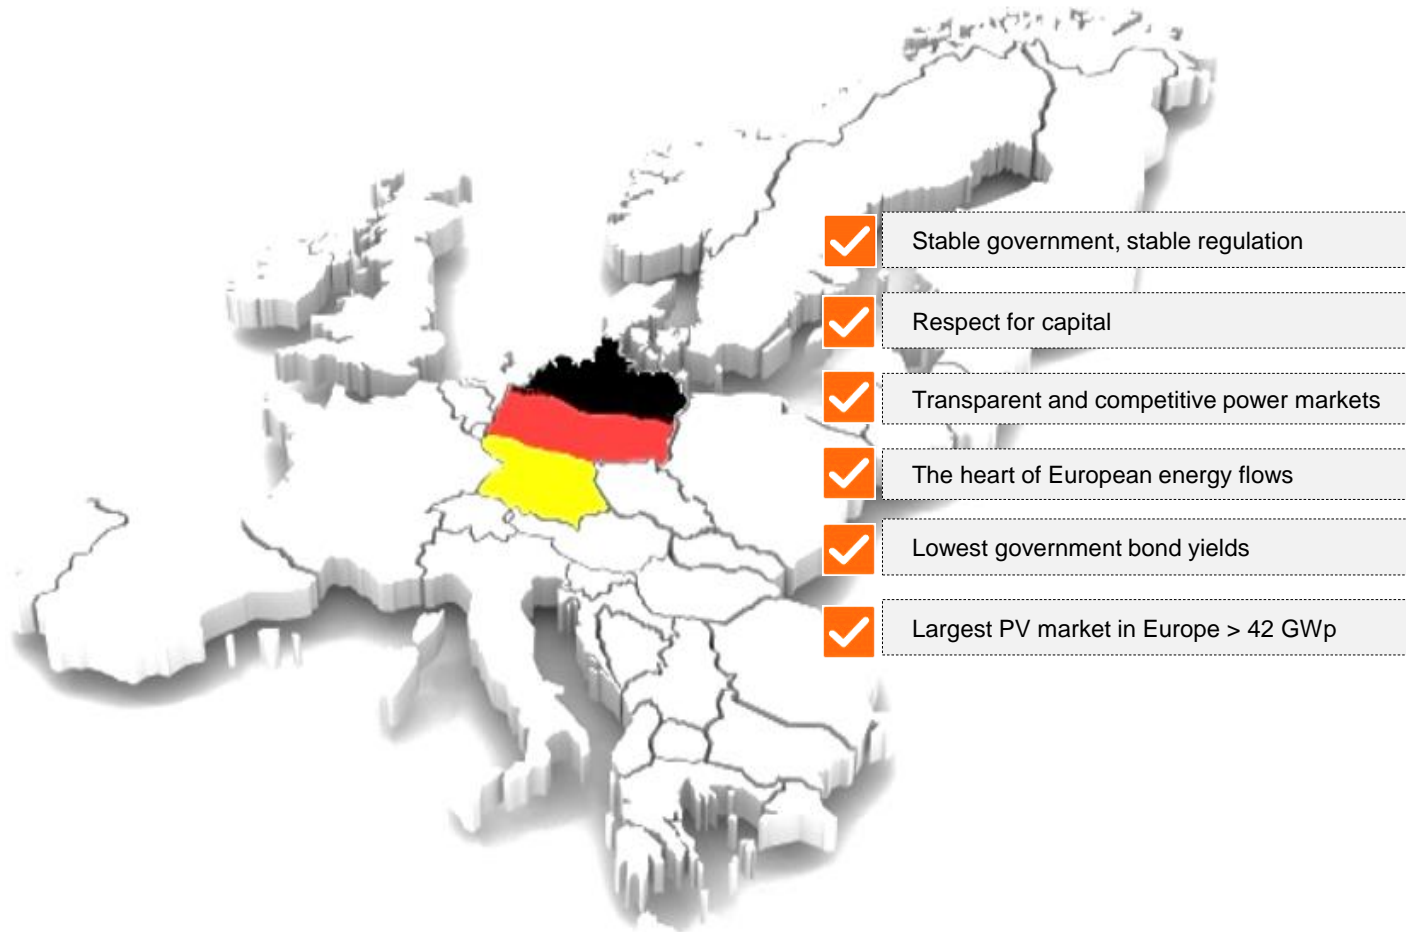 Stable government, stable regulation
Respect for capital
Transparent and competitive power markets
The heart of European energy flows
Lowest government bond yields
Largest PV market in Europe > 42 GWp